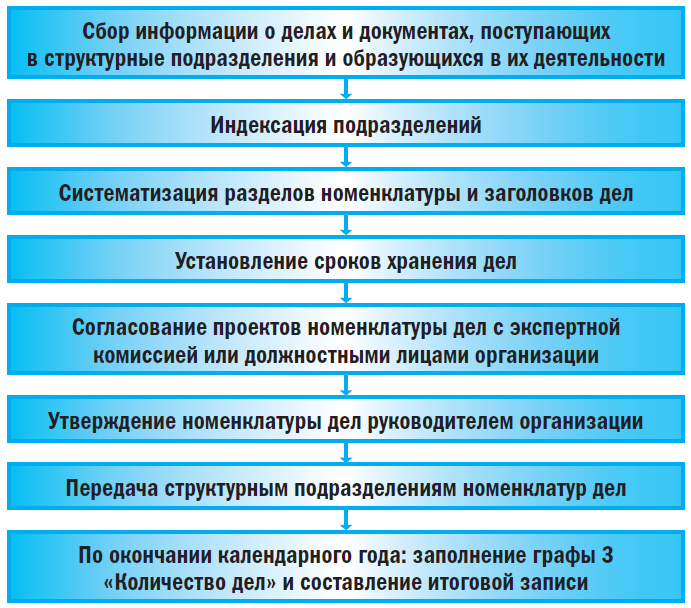 Сбор информации о делах и документах, поступающих
в структурные подразделения и образующихся в их деятельности
Индексация подразделений
Систематизация разделов номенклатуры и заголовков дел
Установление сроков хранения дел
Согласование проектов номенклатуры дел с экспертной
комиссией или должностными лицами организации
Утверждение номенклатуры дел руководителем организации
Передача структурным подразделениям номенклатур дел
По окончании календарного года: заполнение графы 3
«Количество дел» и составление итоговой записи